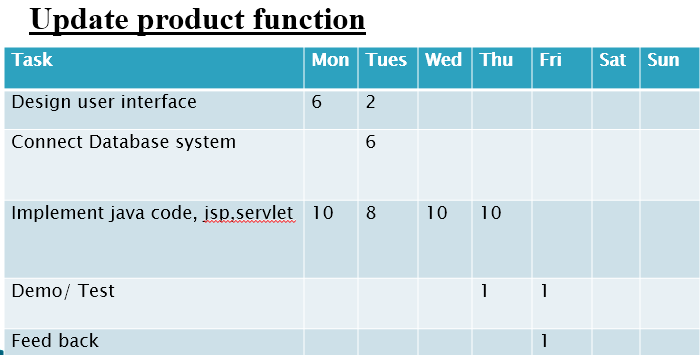 Update product function
Task Mon Tues Wed Thu Fri Sat Sun
Design user interface 6 2
Connect Database system 6
Implement java code, jsp,servlet 10 8 10 10
Demo/ Test 1 1
Feed back 1